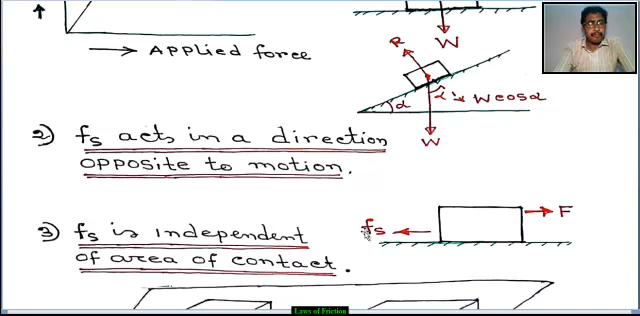 W
→ Applied force
R
α
α
W cosα
W
2) fs acts in a direction
opposite to motion.
fs
F
3) fs is independent
of area of contact.
Laws of Friction